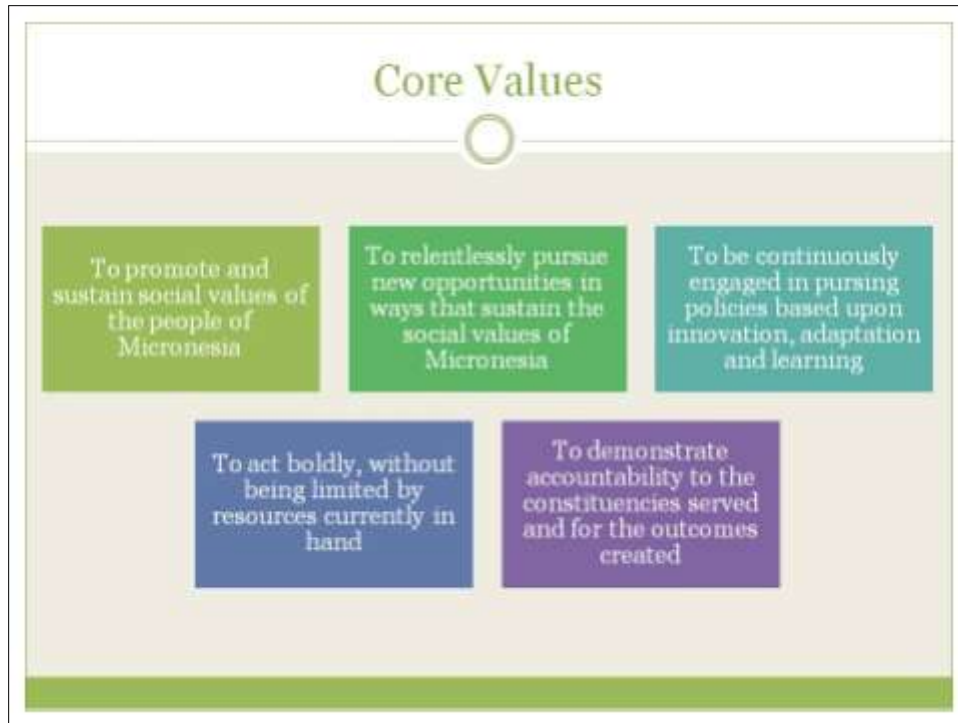 Core Values
To promote and
sustain social values of
the people of
Micronesia
To relentlessly pursue
new opportunities in
ways that sustain the
social values of
Micronesia
To be continuously
engaged in pursing
policies based upon
innovation, adaptation
and learning
To act boldly, without
being limited by
resources currently in
hand
To demonstrate
accountability to the
constituencies served
and for the outcomes
created